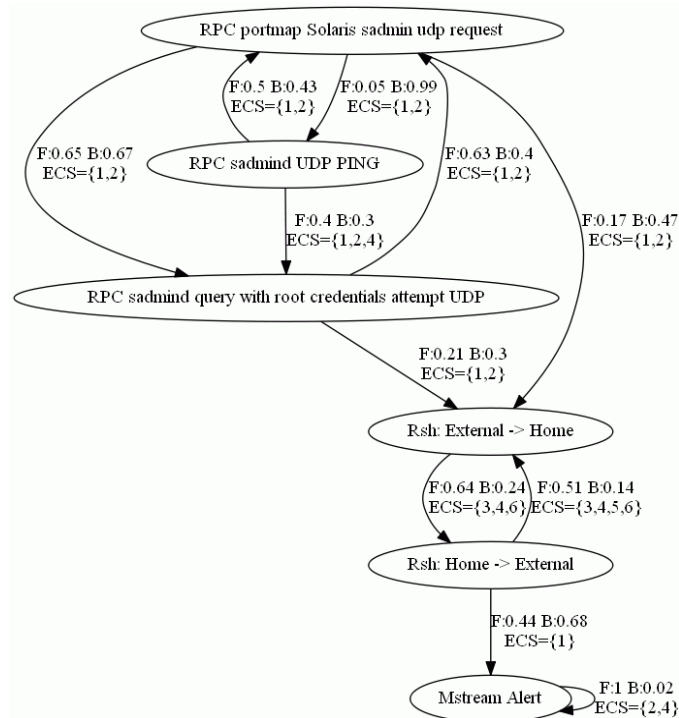 RPC portmap Solaris sadmin udp request
F:0.5 B:0.43
ECS={1,2}
F:0.05 B:0.99
ECS={1,2}
F:0.65 B:0.67
ECS={1,2}
RPC sadmind UDP PING
F:0.63 B:0.4
ECS={1,2}
F:0.4 B:0.3
ECS={1,2,4}
F:0.17 B:0.47
ECS={1,2}
RPC sadmind query with root credentials attempt UDP
F:0.21 B:0.3
ECS={1,2}
Rsh: External -> Home
F:0.64 B:0.24
ECS={3,4,6}
F:0.51 B:0.14
ECS={3,4,5,6}
Rsh: Home -> External
F:0.44 B:0.68
ECS={1}
Mstream Alert
F:1 B:0.02
ECS={2,4}